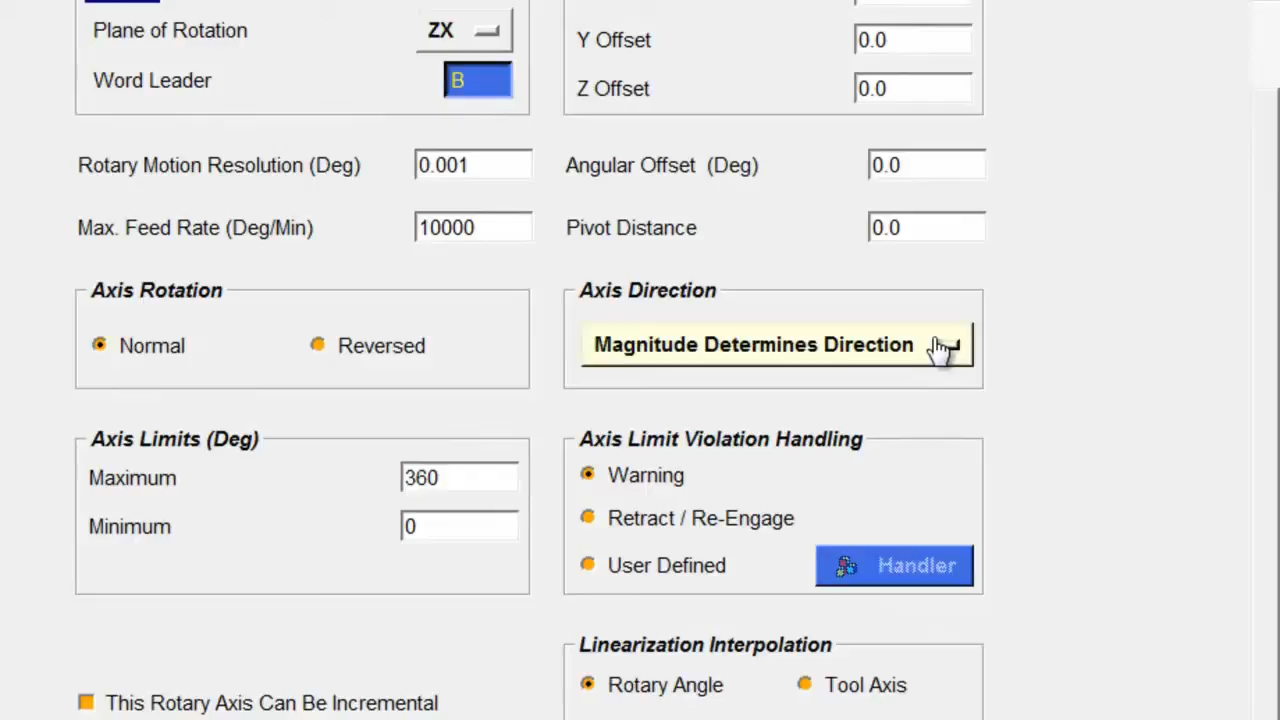 Plane of Rotation
ZX
Word Leader
B
Y Offset
0.0
Z Offset
0.0
Rotary Motion Resolution (Deg)
0.001
Angular Offset (Deg)
0.0
Max. Feed Rate (Deg/Min)
10000
Pivot Distance
0.0
Axis Rotation
Normal
Reversed
Axis Direction
Magnitude Determines Direction
Axis Limits (Deg)
Maximum
360
Minimum
0
Axis Limit Violation Handling
Warning
Retract / Re-Engage
User Defined
Handler
This Rotary Axis Can Be Incremental
Linearization Interpolation
Rotary Angle
Tool Axis